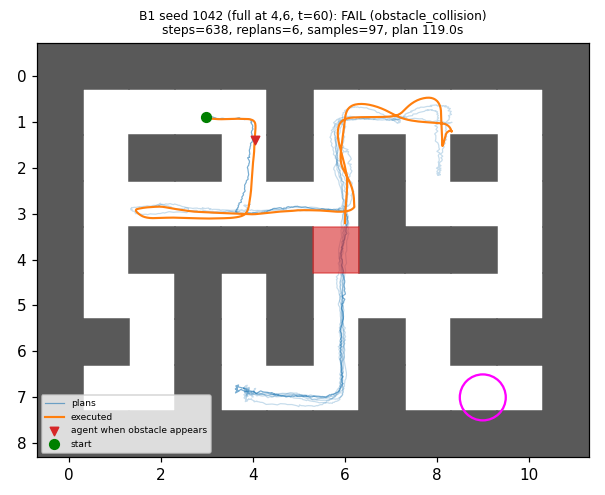 B1 seed 1042 (full at 4,6, t=60): FAIL (obstacle_collision)
steps=638, replans=6, samples=97, plan 119.0s
0
1
2
3
4
5
6
7
8
plans
executed
agent when obstacle appears
start
0
2
4
6
8
10